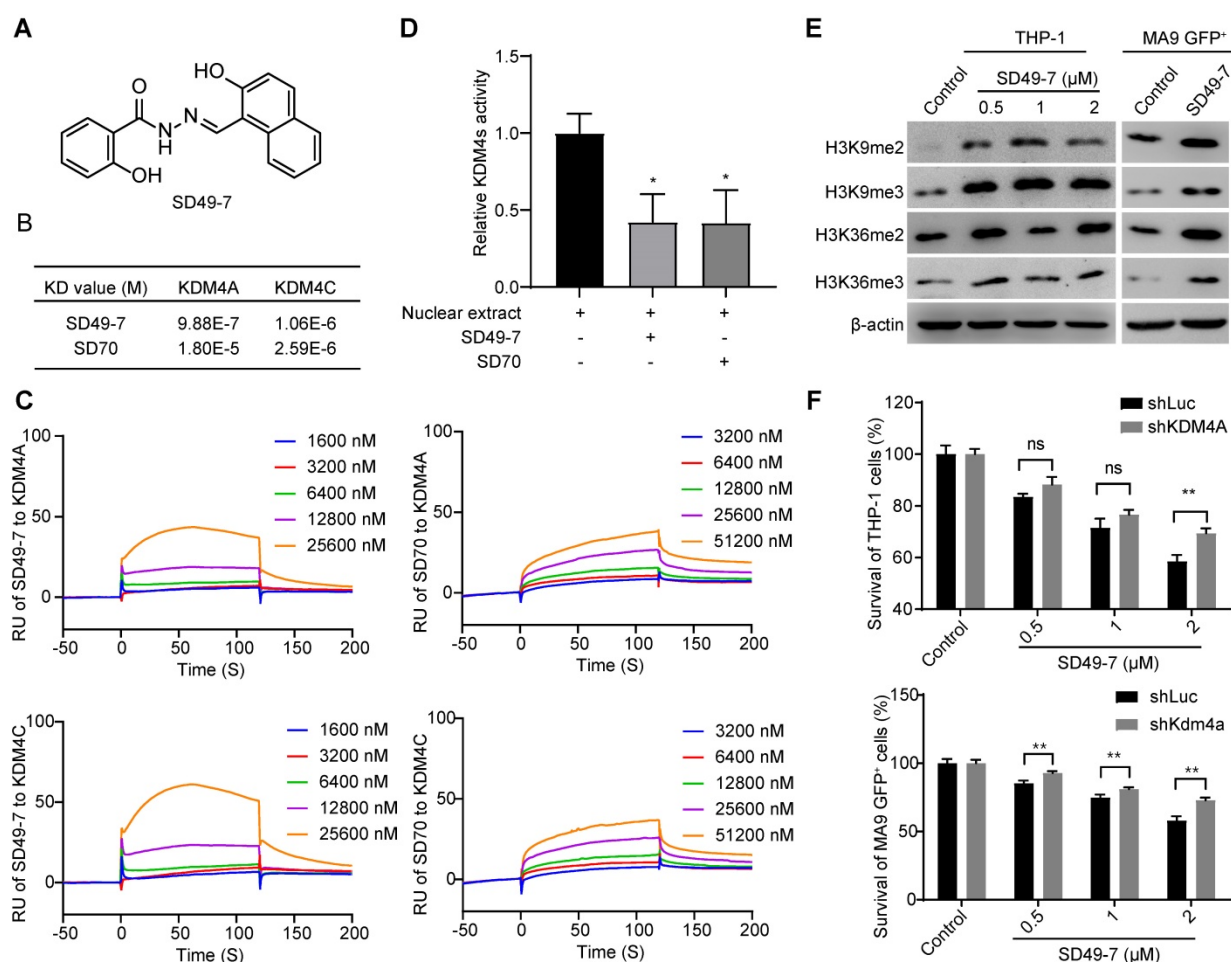 A
HO
O
N
N
H
OH
SD49-7
B
KD value (M) KDM4A KDM4C
SD49-7 9.88E-7 1.06E-6
SD70 1.80E-5 2.59E-6
C
RU of SD49-7 to KDM4A
100
50
0
-50 0 50 100 150 200
Time (S)
1600 nM
3200 nM
6400 nM
12800 nM
25600 nM
RU of SD70 to KDM4A
100
50
0
-50 0 50 100 150 200
Time (S)
3200 nM
6400 nM
12800 nM
25600 nM
51200 nM
RU of SD49-7 to KDM4C
100
50
0
-50 0 50 100 150 200
Time (S)
1600 nM
3200 nM
6400 nM
12800 nM
25600 nM
RU of SD70 to KDM4C
100
50
0
-50 0 50 100 150 200
Time (S)
3200 nM
6400 nM
12800 nM
25600 nM
51200 nM
D
Relative KDM4s activity
1.5
1.0
0.5
0.0
* *
Nuclear extract + + +
SD49-7 - + -
SD70 - - +
E
THP-1 MA9 GFP⁺
Control SD49-7 (μM) Control SD49-7
0.5 1 2
H3K9me2
H3K9me3
H3K36me2
H3K36me3
β-actin
F
Survival of THP-1 cells (%)
120
100
80
60
40
shLuc
shKDM4A
ns ns **
Control 0.5 1 2
SD49-7 (μM)
Survival of MA9 GFP⁺ cells (%)
150
100
50
0
shLuc
shKdm4a
** ** **
Control 0.5 1 2
SD49-7 (μM)